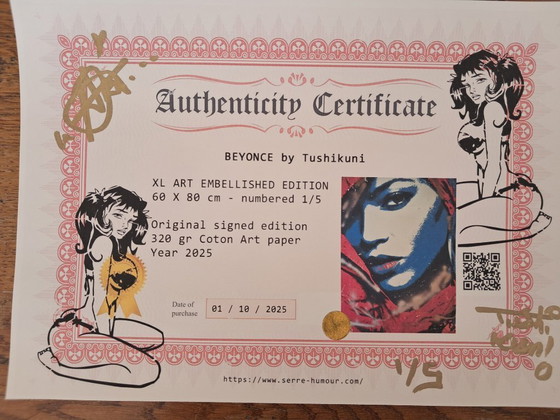 Authenticity Certificate
BEYONCE by Tushikuni
XL ART EMBELLISHED EDITION
60 X 80 cm - numbered 1/5
Original signed edition
320 gr Coton Art paper
Year 2025
Date of
purchase
01 / 10 / 2025
https://www.serre-humour.com/
1/5